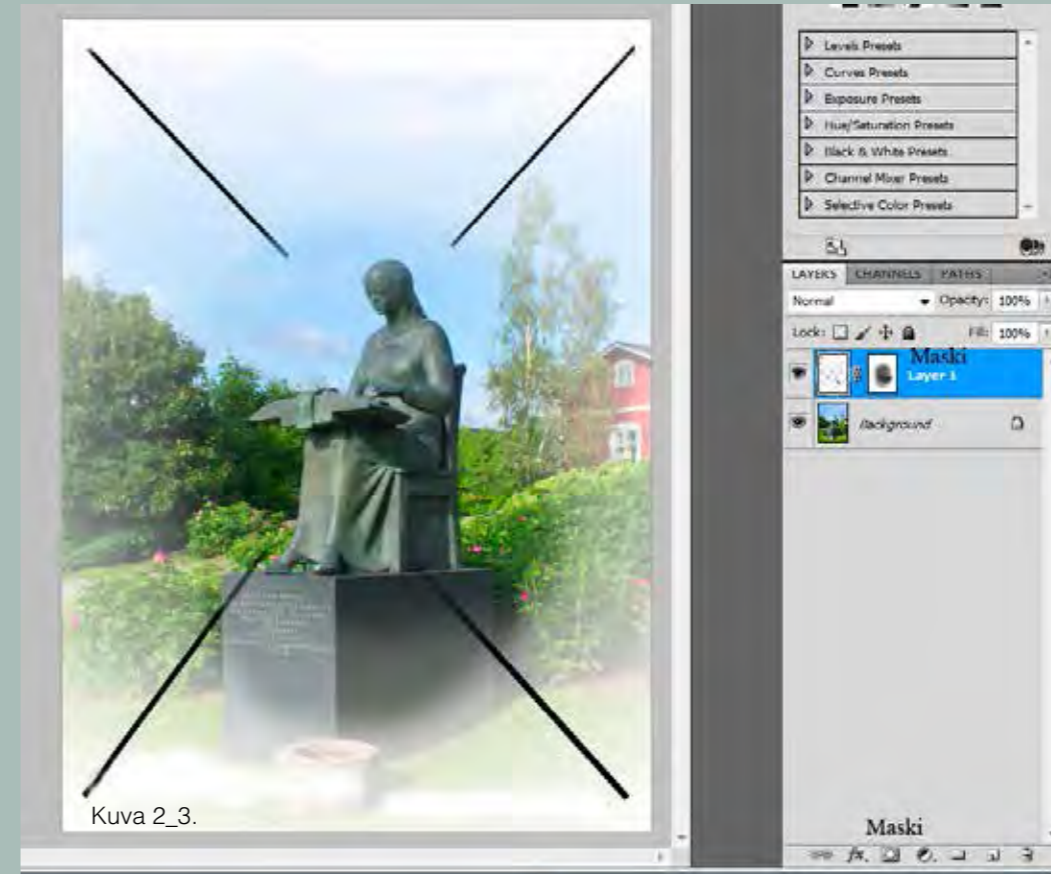 Levels Presets
Curves Presets
Exposure Presets
Hue/Saturation Presets
Black & White Presets
Channel Mixer Presets
Selective Color Presets
LAYERS CHANNELS PATHS
Normal Opacity: 100%
Lock: Fill: 100%
Maski
Layer 1
Background
Kuva 2_3.
Maski
fx.